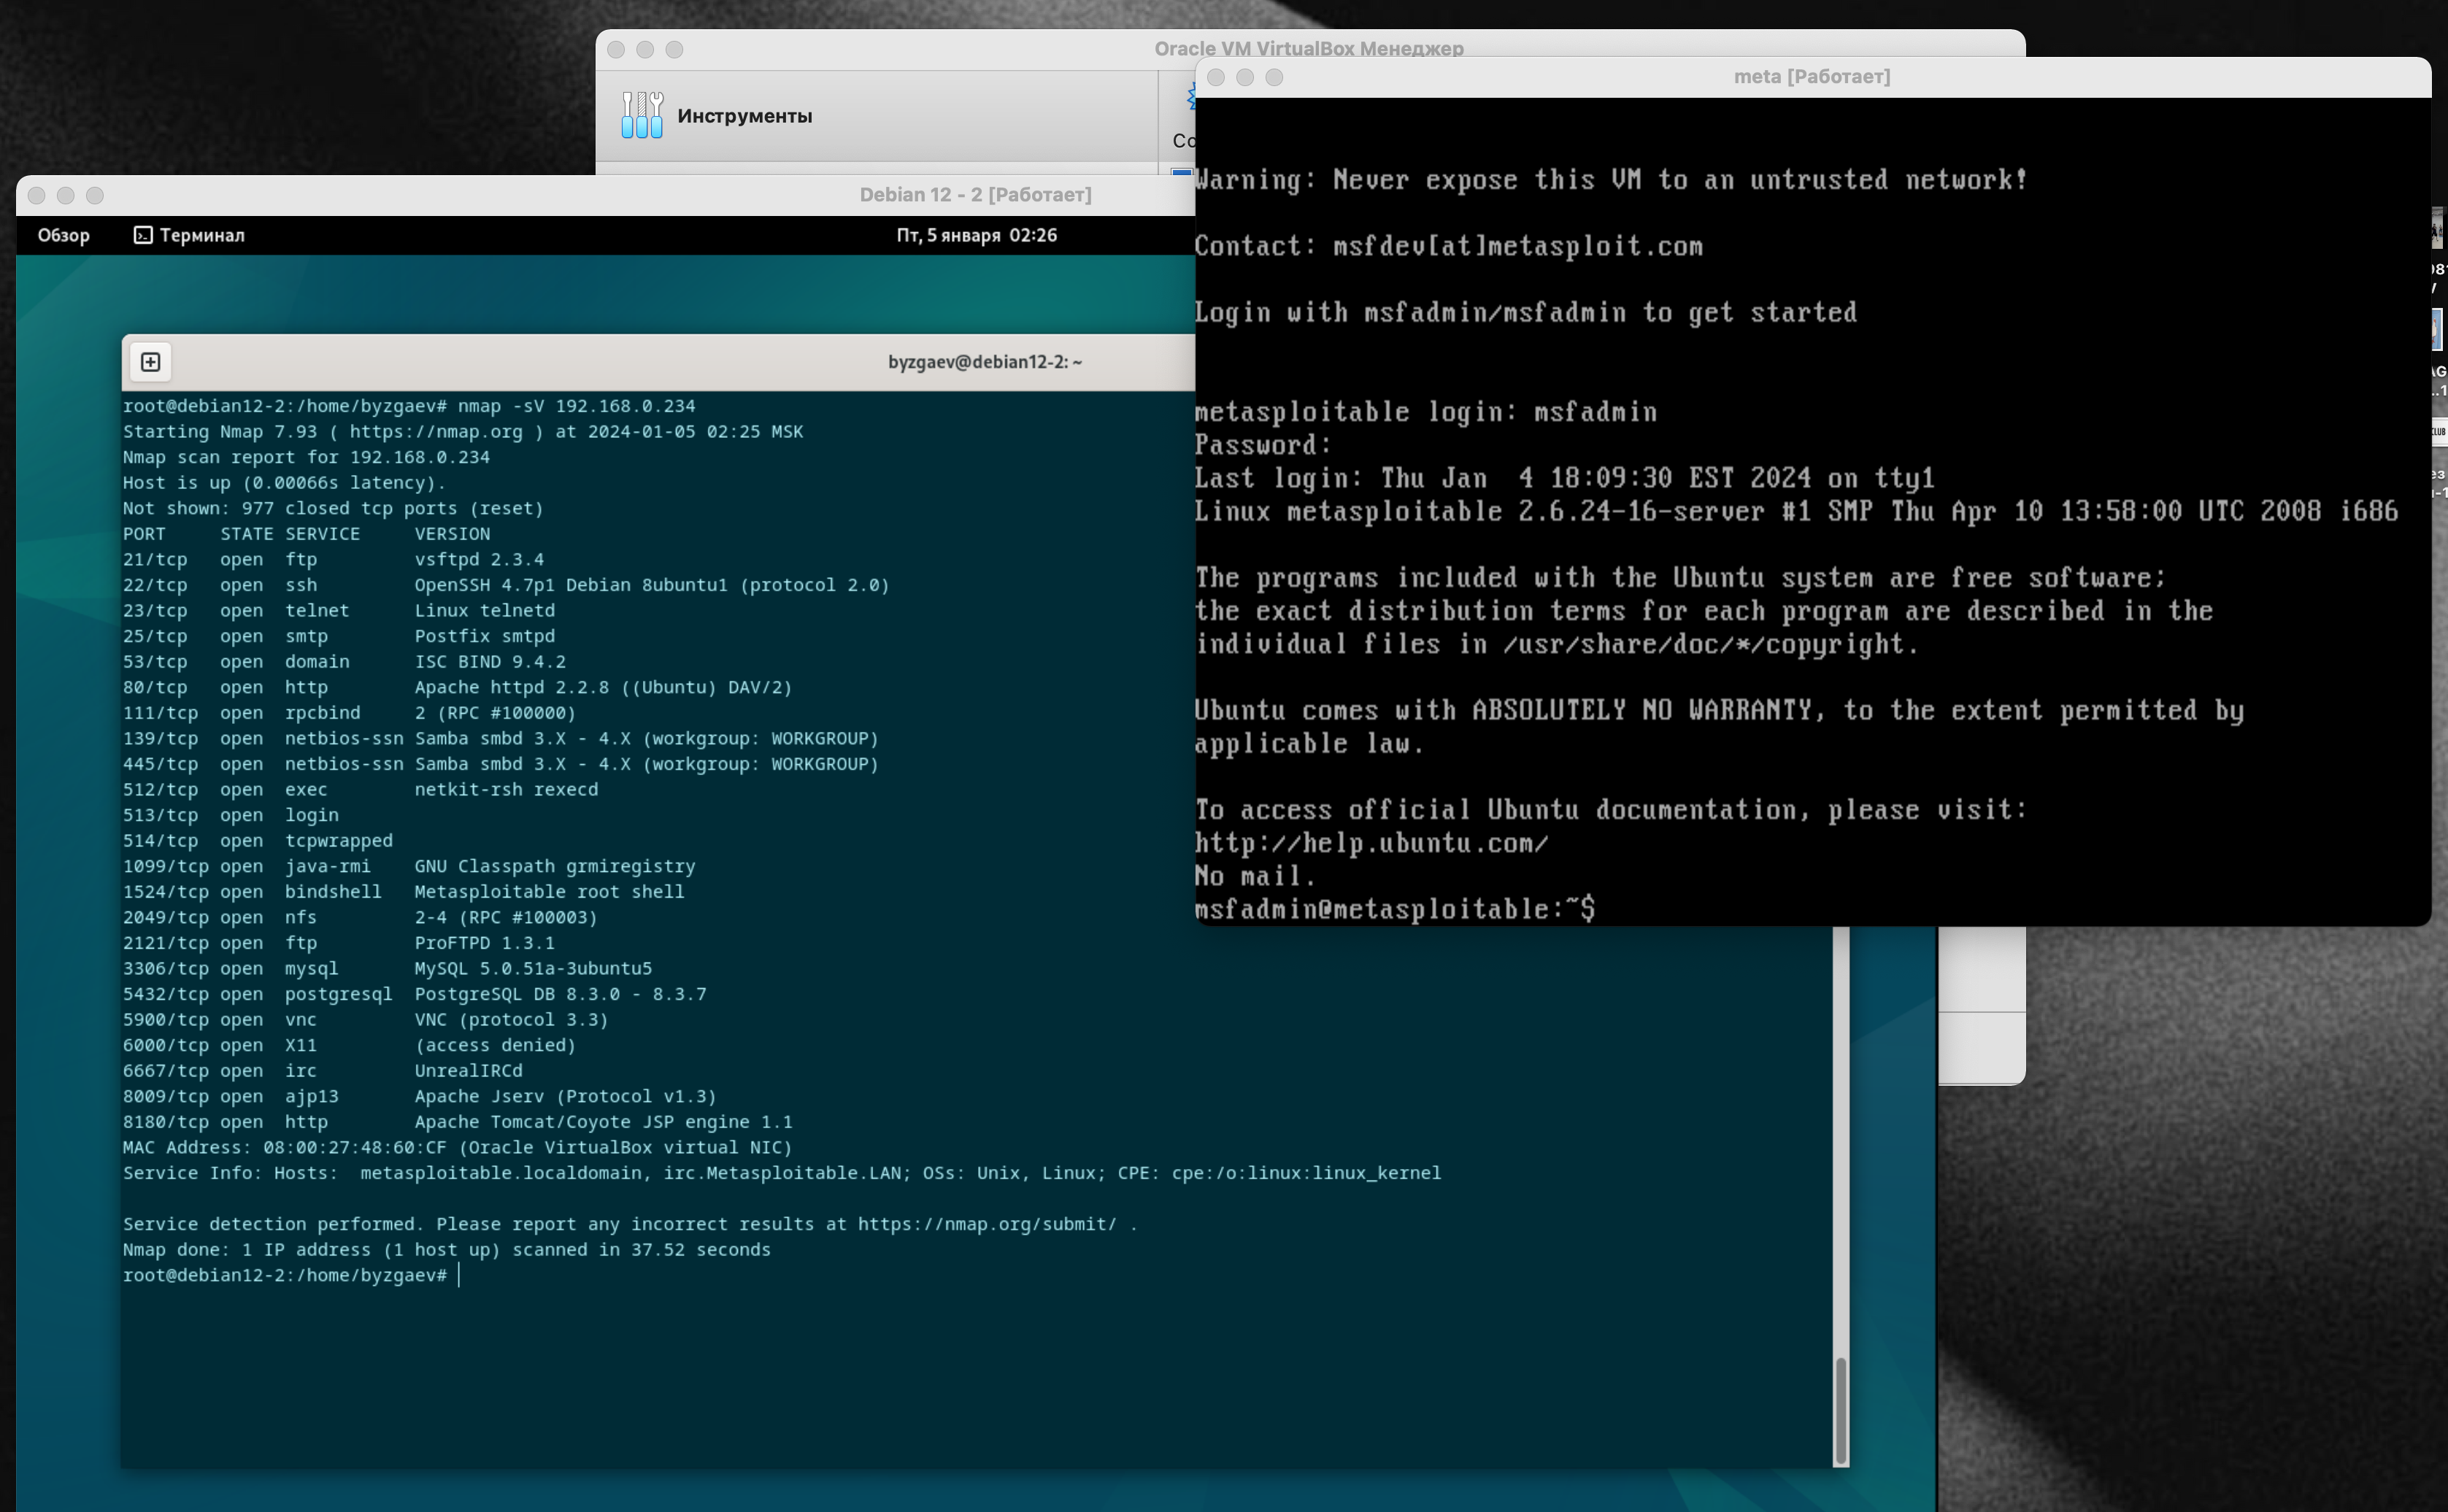 Oracle VM VirtualBox Менеджер
Инструменты
Со
meta [Работает]
Warning: Never expose this VM to an untrusted network!
Contact: msfdev[at]metasploit.com
Login with msfadmin/msfadmin to get started
metasploitable login: msfadmin
Password:
Last login: Thu Jan  4 18:09:30 EST 2024 on tty1
Linux metasploitable 2.6.24-16-server #1 SMP Thu Apr 10 13:58:00 UTC 2008 i686
The programs included with the Ubuntu system are free software;
the exact distribution terms for each program are described in the
individual files in /usr/share/doc/*/copyright.
Ubuntu comes with ABSOLUTELY NO WARRANTY, to the extent permitted by
applicable law.
To access official Ubuntu documentation, please visit:
http://help.ubuntu.com/
No mail.
msfadmin@metasploitable:~$
Debian 12 - 2 [Работает]
Обзор Терминал Пт, 5 января 02:26
byzgaev@debian12-2: ~
root@debian12-2:/home/byzgaev# nmap -sV 192.168.0.234
Starting Nmap 7.93 ( https://nmap.org ) at 2024-01-05 02:25 MSK
Nmap scan report for 192.168.0.234
Host is up (0.00066s latency).
Not shown: 977 closed tcp ports (reset)
PORT     STATE SERVICE     VERSION
21/tcp   open  ftp         vsftpd 2.3.4
22/tcp   open  ssh         OpenSSH 4.7p1 Debian 8ubuntu1 (protocol 2.0)
23/tcp   open  telnet      Linux telnetd
25/tcp   open  smtp        Postfix smtpd
53/tcp   open  domain      ISC BIND 9.4.2
80/tcp   open  http        Apache httpd 2.2.8 ((Ubuntu) DAV/2)
111/tcp  open  rpcbind     2 (RPC #100000)
139/tcp  open  netbios-ssn Samba smbd 3.X - 4.X (workgroup: WORKGROUP)
445/tcp  open  netbios-ssn Samba smbd 3.X - 4.X (workgroup: WORKGROUP)
512/tcp  open  exec        netkit-rsh rexecd
513/tcp  open  login
514/tcp  open  tcpwrapped
1099/tcp open  java-rmi    GNU Classpath grmiregistry
1524/tcp open  bindshell   Metasploitable root shell
2049/tcp open  nfs         2-4 (RPC #100003)
2121/tcp open  ftp         ProFTPD 1.3.1
3306/tcp open  mysql       MySQL 5.0.51a-3ubuntu5
5432/tcp open  postgresql  PostgreSQL DB 8.3.0 - 8.3.7
5900/tcp open  vnc         VNC (protocol 3.3)
6000/tcp open  X11         (access denied)
6667/tcp open  irc         UnrealIRCd
8009/tcp open  ajp13       Apache Jserv (Protocol v1.3)
8180/tcp open  http        Apache Tomcat/Coyote JSP engine 1.1
MAC Address: 08:00:27:48:60:CF (Oracle VirtualBox virtual NIC)
Service Info: Hosts:  metasploitable.localdomain, irc.Metasploitable.LAN; OSs: Unix, Linux; CPE: cpe:/o:linux:linux_kernel
Service detection performed. Please report any incorrect results at https://nmap.org/submit/ .
Nmap done: 1 IP address (1 host up) scanned in 37.52 seconds
root@debian12-2:/home/byzgaev#